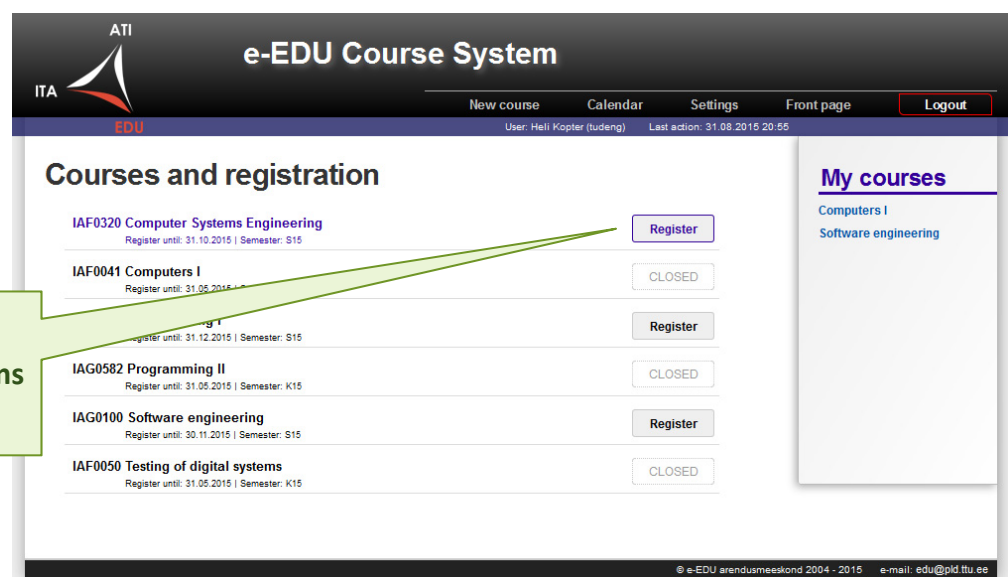 ATI
ITA
EDU
e-EDU Course System
New course Calendar Settings Front page Logout
User: Heli Kopter (tudeng) Last action: 31.08.2015 20:55
Courses and registration
IAF0320 Computer Systems Engineering
Register until: 31.10.2015 | Semester: S15
Register
IAF0041 Computers I
Register until: 31.05.2015
CLOSED
Register until: 31.12.2015 | Semester: S15
Register
IAG0582 Programming II
Register until: 31.05.2015 | Semester: K15
CLOSED
IAG0100 Software engineering
Register until: 30.11.2015 | Semester: S15
Register
IAF0050 Testing of digital systems
Register until: 31.05.2015 | Semester: K15
CLOSED
My courses
Computers I
Software engineering
© e-EDU arendusmeeskond 2004 - 2015 e-mail: edu@pld.ttu.ee